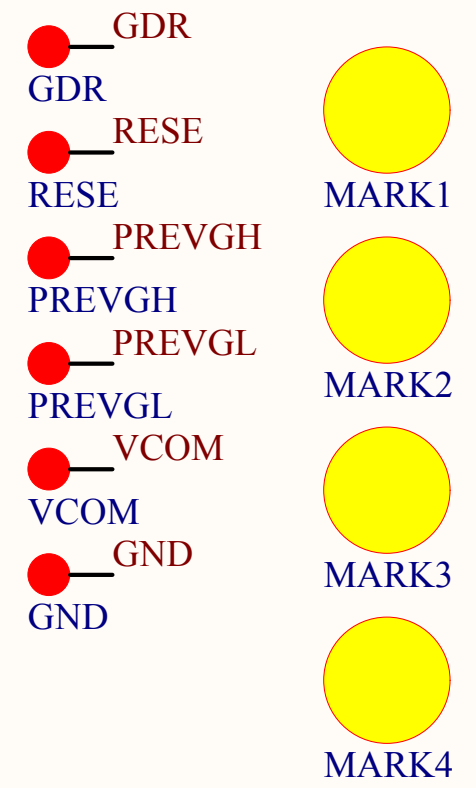 GDR
GDR
RESE
RESE
MARK1
PREVGH
PREVGH
PREVGL
MARK2
PREVGL
VCOM
VCOM
GND
MARK3
GND
MARK4